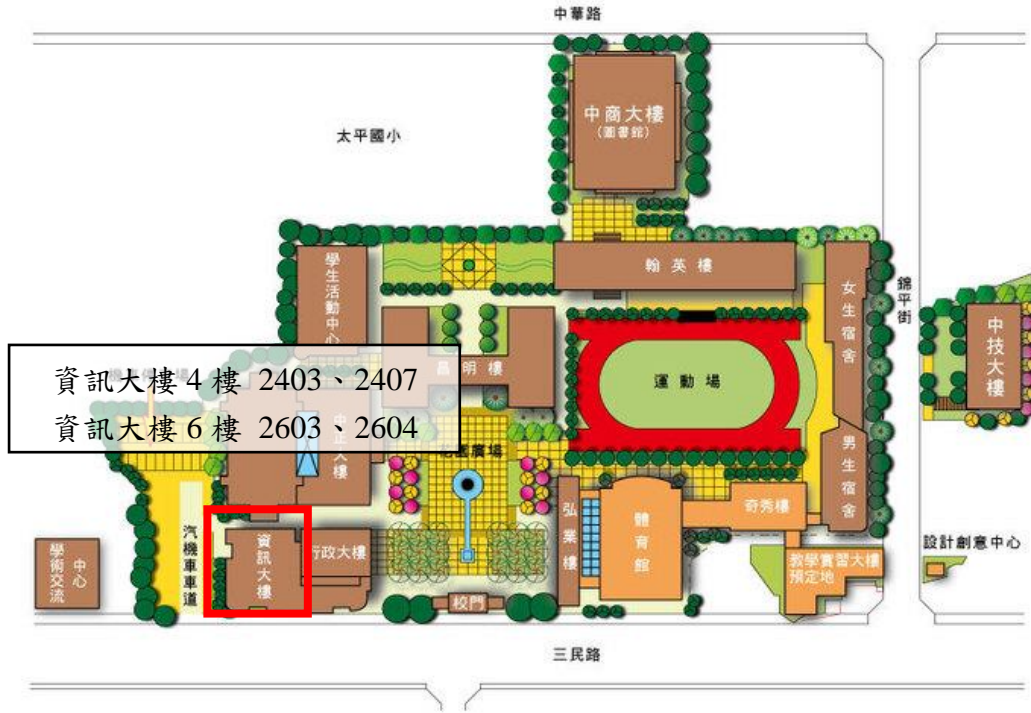 中華路
中商大樓
(圖書館)
太平國小
翰英樓
學生活動中心
女生宿舍
錦平街
中技大樓
昌明樓
運動場
資訊大樓 4 樓 2403、2407
資訊大樓 6 樓 2603、2604
中正大樓
廣場
男生宿舍
弘業樓
體育館
奇秀樓
汽機車車道
資訊大樓
行政大樓
學術交流中心
教學實習大樓
預定地
設計創意中心
校門
三民路